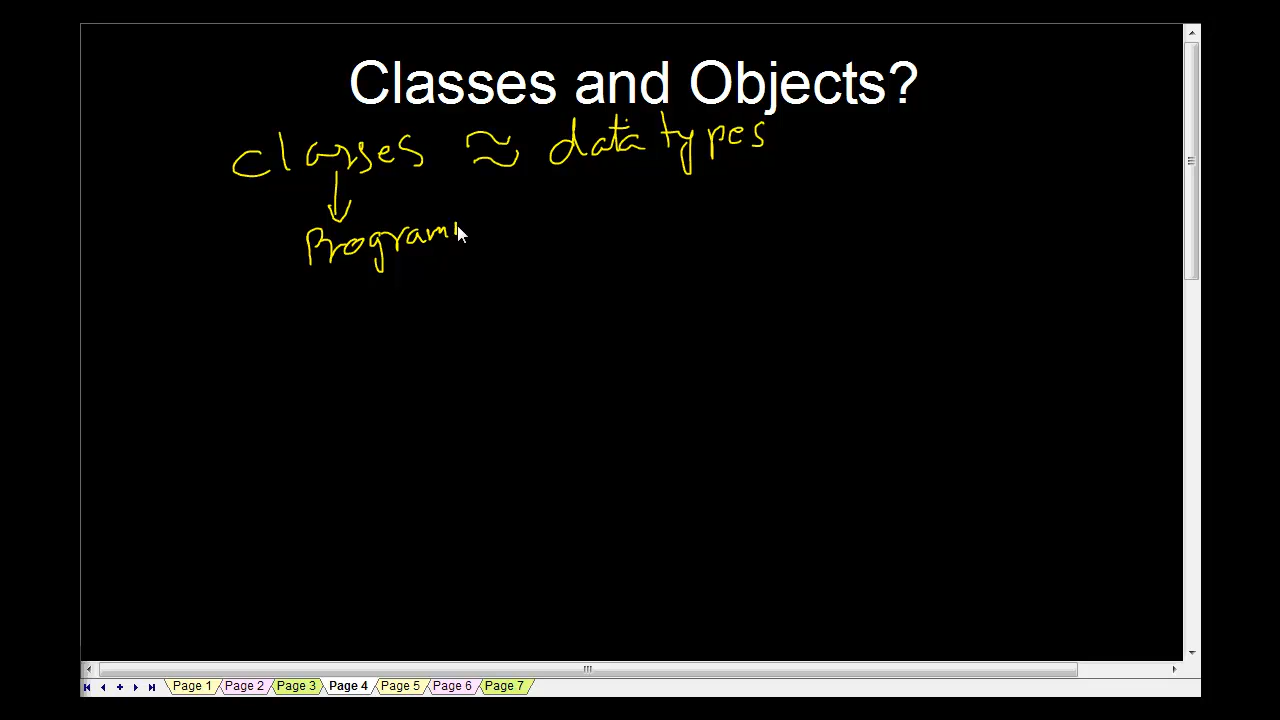 Classes and Objects?
classes ≈ data types
Program
Page 1 Page 2 Page 3 Page 4 Page 5 Page 6 Page 7